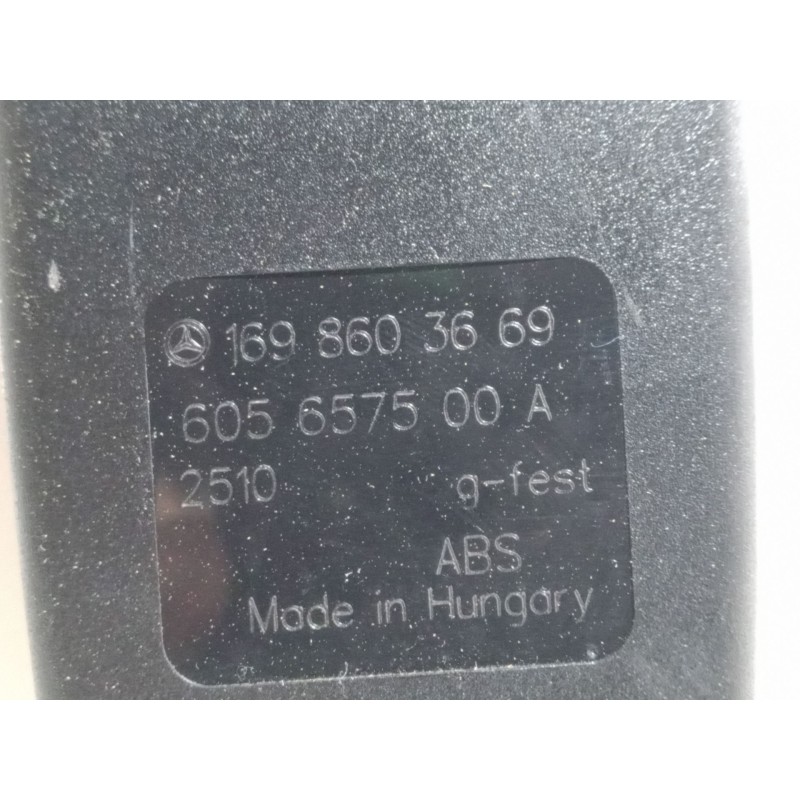 169 860 36 69
605 6575 00 A
2510 g-fest
ABS
Made in Hungary